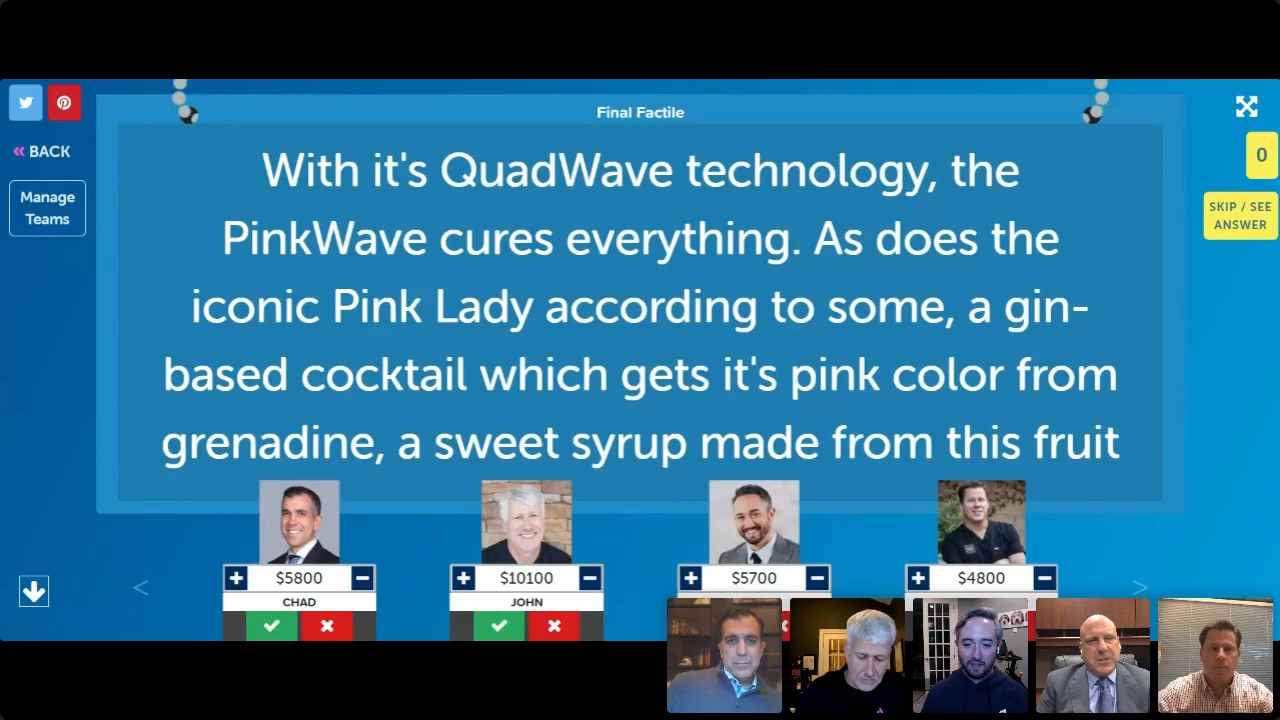 Final Factile
« BACK
Manage
Teams
0
SKIP / SEE
ANSWER
With it's QuadWave technology, the
PinkWave cures everything. As does the
iconic Pink Lady according to some, a gin-
based cocktail which gets it's pink color from
grenadine, a sweet syrup made from this fruit
+ $5800 −
CHAD
+ $10100 −
JOHN
+ $5700 −
+ $4800 −